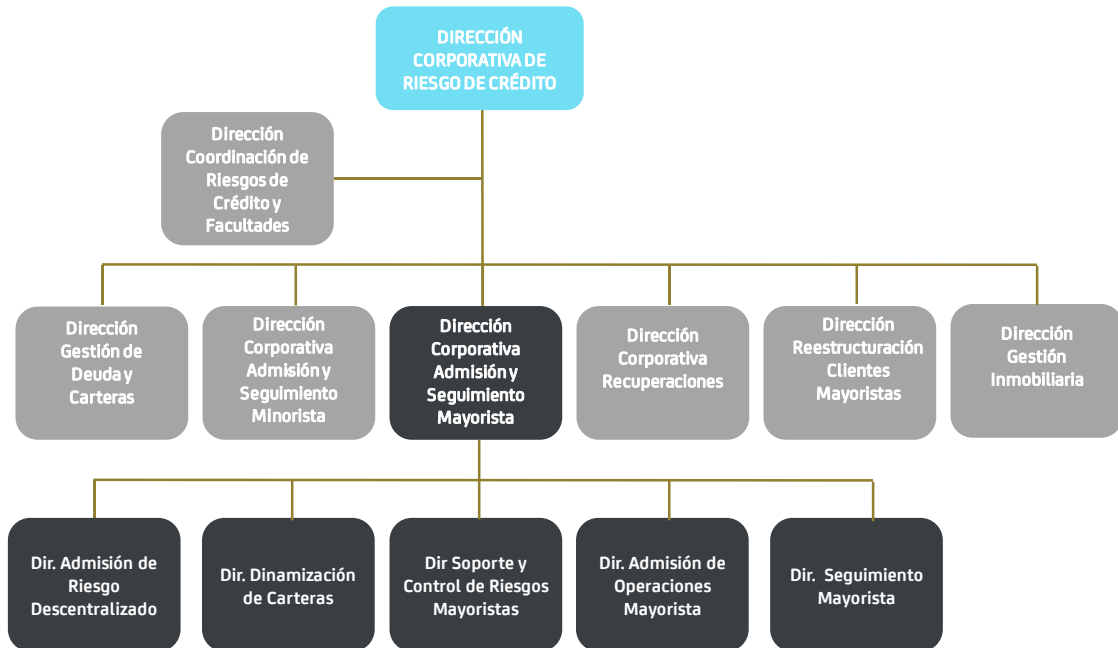 DIRECCIÓN
CORPORATIVA DE
RIESGO DE CRÉDITO
Dirección
Coordinación de
Riesgos de
Crédito y
Facultades
Dirección
Gestión de
Deuda y
Carteras
Dirección
Corporativa
Admisión y
Seguimiento
Minorista
Dirección
Corporativa
Admisión y
Seguimiento
Mayorista
Dirección
Corporativa
Recuperaciones
Dirección
Reestructuración
Clientes
Mayoristas
Dirección
Gestión
Inmobiliaria
Dir. Admisión de
Riesgo
Descentralizado
Dir. Dinamización
de Carteras
Dir Soporte y
Control de Riesgos
Mayoristas
Dir. Admisión de
Operaciones
Mayorista
Dir. Seguimiento
Mayorista